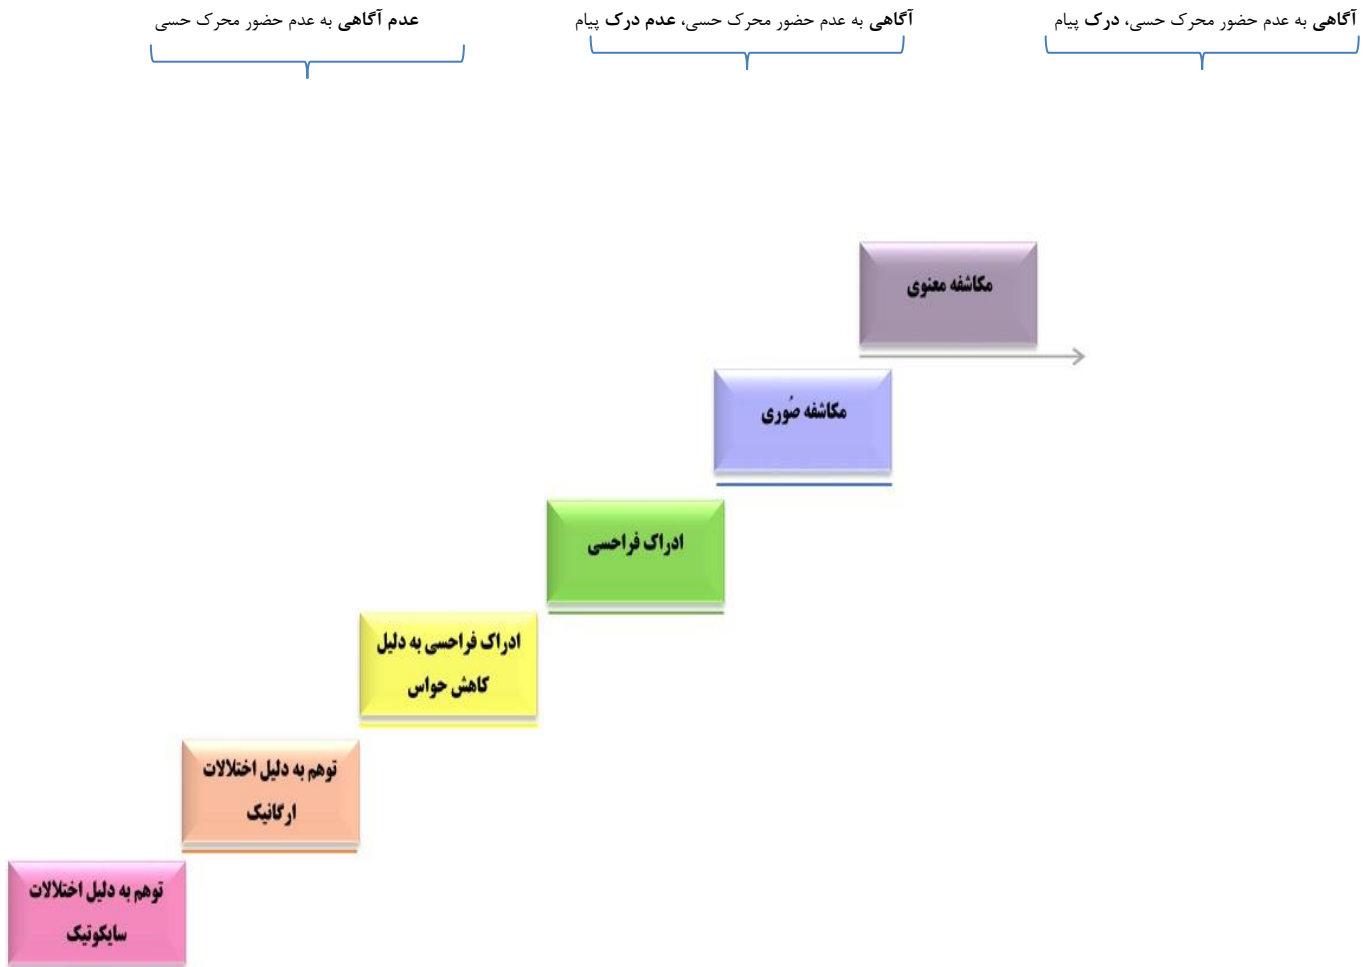 آگاهی به عدم حضور محرک حسی، درک پیام
آگاهی به عدم حضور محرک حسی، عدم درک پیام
عدم آگاهی به عدم حضور محرک حسی
مکاشفه معنوی
مکاشفه صُوری
ادراک فراحسی
ادراک فراحسی به دلیل
کاهش حواس
توهم به دلیل اختلالات
ارگانیک
توهم به دلیل اختلالات
سایکوتیک